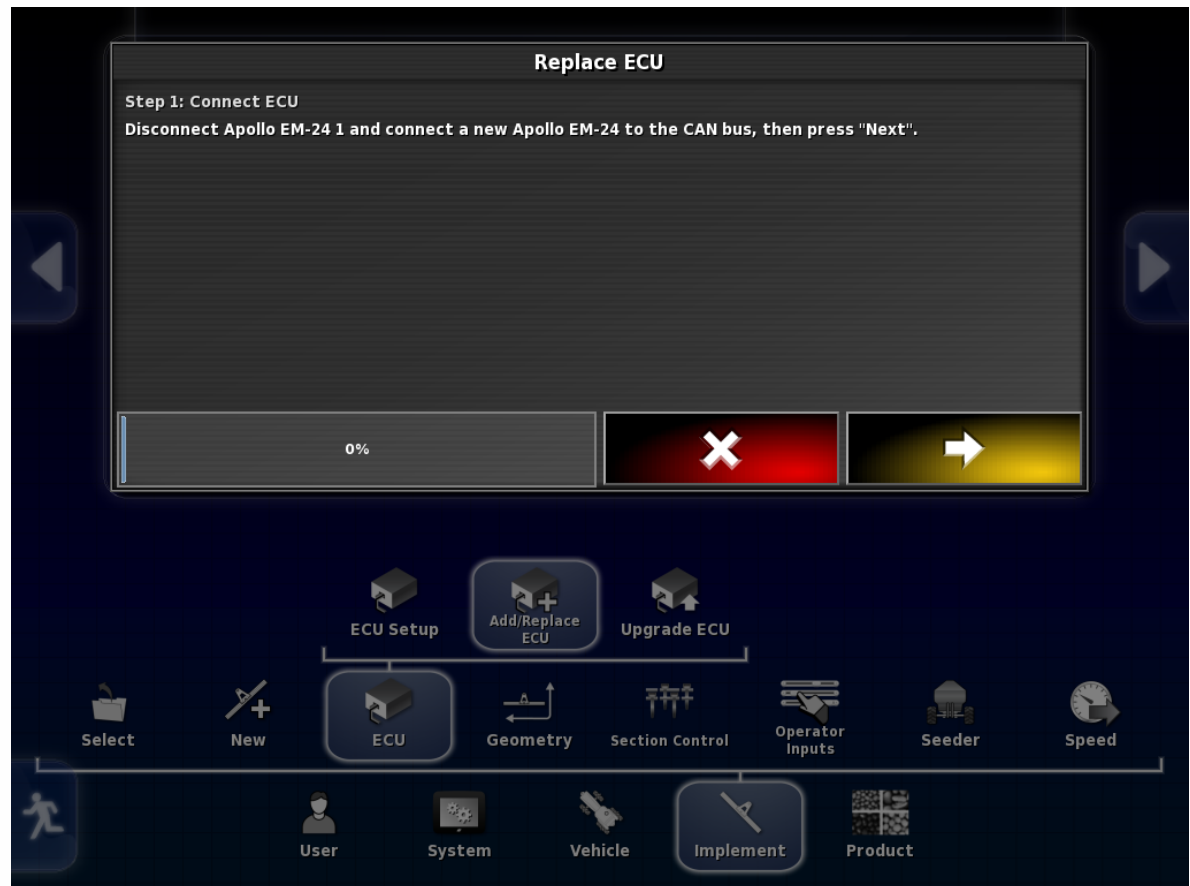 Replace ECU
Step 1: Connect ECU
Disconnect Apollo EM-24 1 and connect a new Apollo EM-24 to the CAN bus, then press "Next".
0%
ECU Setup
Add/Replace
ECU
Upgrade ECU
Select
New
ECU
Geometry
Section Control
Operator
Inputs
Seeder
Speed
User
System
Vehicle
Implement
Product